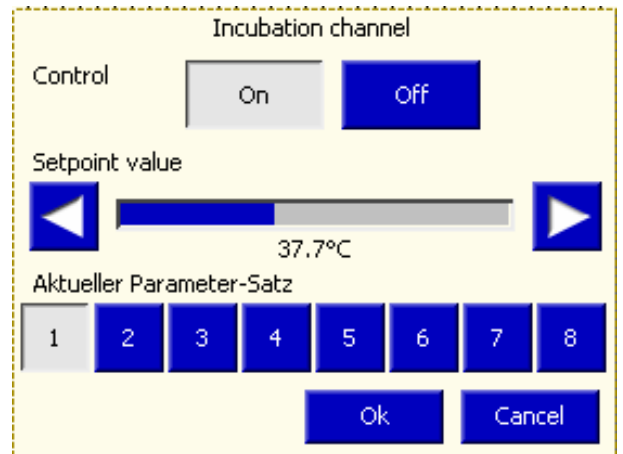 Incubation channel
Control
On
Off
Setpoint value
37.7°C
Aktueller Parameter-Satz
1 2 3 4 5 6 7 8
Ok
Cancel